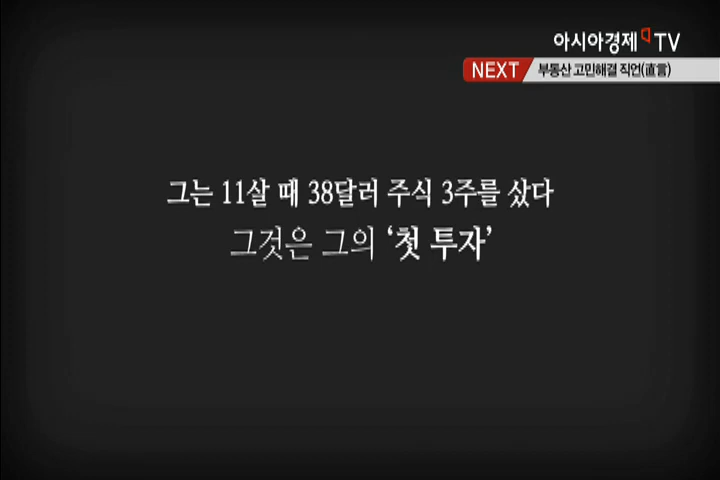 아시아경제 TV
NEXT 부동산 고민해결 직언(直言)
그는 11살 때 38달러 주식 3주를 샀다
그것은 그의 ‘첫 투자’